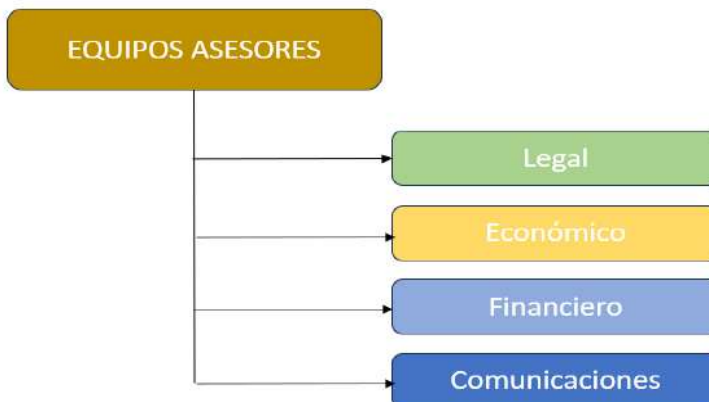 EQUIPOS ASESORES
Legal
Económico
Financiero
Comunicaciones